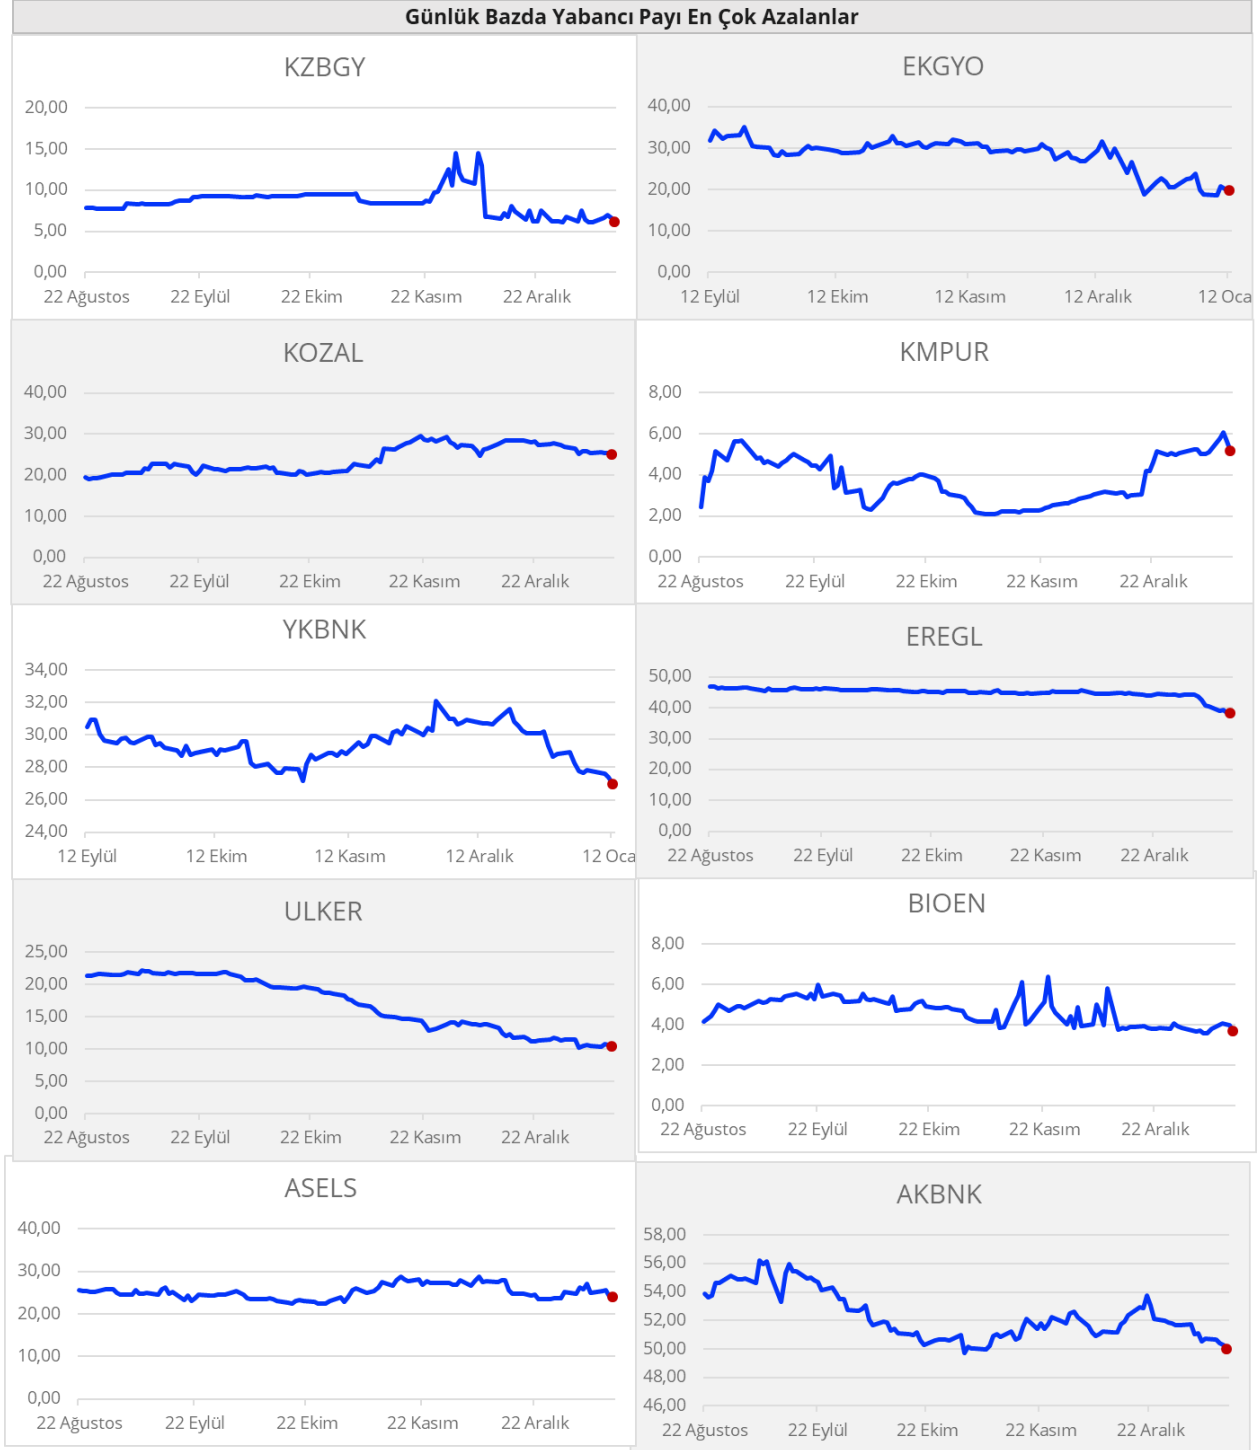 Günlük Bazda Yabancı Payı En Çok Azalanlar
KZBGY
20,00
15,00
10,00
5,00
0,00
22 Ağustos 22 Eylül 22 Ekim 22 Kasım 22 Aralık
EKGYO
40,00
30,00
20,00
10,00
0,00
12 Eylül 12 Ekim 12 Kasım 12 Aralık 12 Oca
KOZAL
40,00
30,00
20,00
10,00
0,00
22 Ağustos 22 Eylül 22 Ekim 22 Kasım 22 Aralık
KMPUR
8,00
6,00
4,00
2,00
0,00
22 Ağustos 22 Eylül 22 Ekim 22 Kasım 22 Aralık
YKBNK
34,00
32,00
30,00
28,00
26,00
24,00
12 Eylül 12 Ekim 12 Kasım 12 Aralık 12 Oca
EREGL
50,00
40,00
30,00
20,00
10,00
0,00
22 Ağustos 22 Eylül 22 Ekim 22 Kasım 22 Aralık
ULKER
25,00
20,00
15,00
10,00
5,00
0,00
22 Ağustos 22 Eylül 22 Ekim 22 Kasım 22 Aralık
BIOEN
8,00
6,00
4,00
2,00
0,00
22 Ağustos 22 Eylül 22 Ekim 22 Kasım 22 Aralık
ASELS
40,00
30,00
20,00
10,00
0,00
22 Ağustos 22 Eylül 22 Ekim 22 Kasım 22 Aralık
AKBNK
58,00
56,00
54,00
52,00
50,00
48,00
46,00
22 Ağustos 22 Eylül 22 Ekim 22 Kasım 22 Aralık